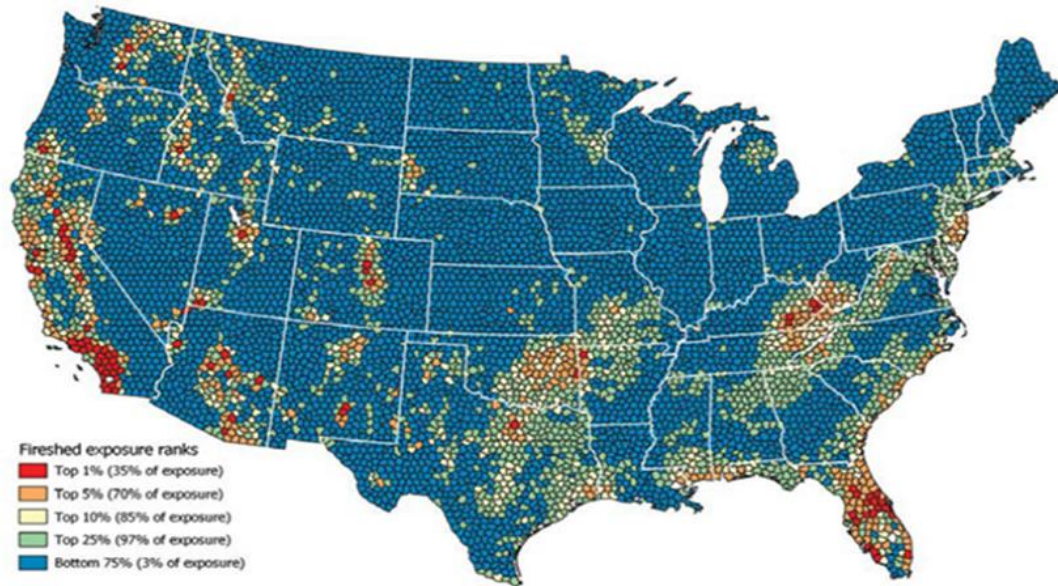 Fireshed exposure ranks
Top 1% (35% of exposure)
Top 5% (70% of exposure)
Top 10% (85% of exposure)
Top 25% (97% of exposure)
Bottom 75% (3% of exposure)